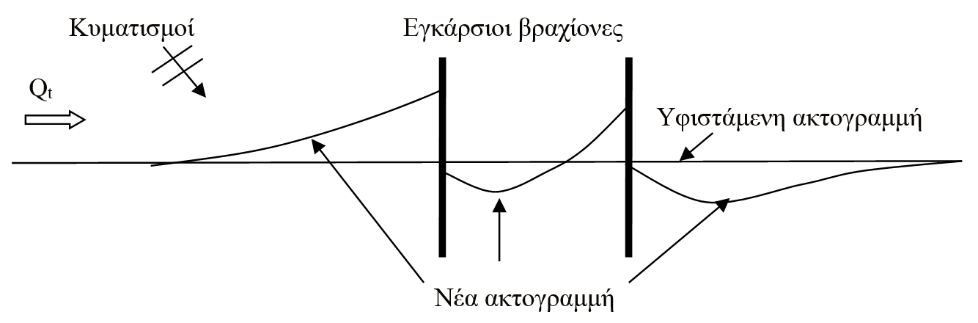 Κυματισμοί
Εγκάρσιοι βραχίονες
Qt
Υφιστάμενη ακτογραμμή
Νέα ακτογραμμή